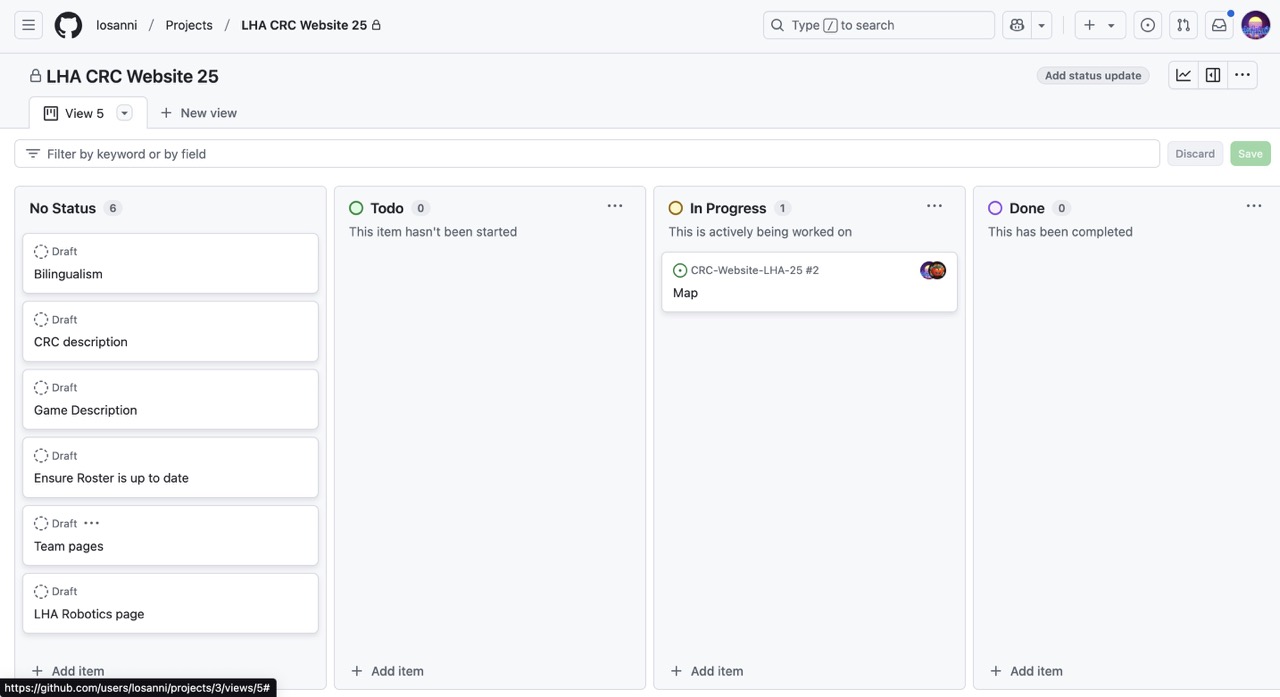 losanni / Projects / LHA CRC Website 25
Type / to search
LHA CRC Website 25
Add status update
View 5
New view
Filter by keyword or by field
Discard
Save
No Status 6
Draft
Bilingualism
Draft
CRC description
Draft
Game Description
Draft
Ensure Roster is up to date
Draft
Team pages
Draft
LHA Robotics page
Add item
Todo 0
This item hasn't been started
Add item
In Progress 1
This is actively being worked on
CRC-Website-LHA-25 #2
Map
Add item
Done 0
This has been completed
Add item
https://github.com/users/losanni/projects/3/views/5#